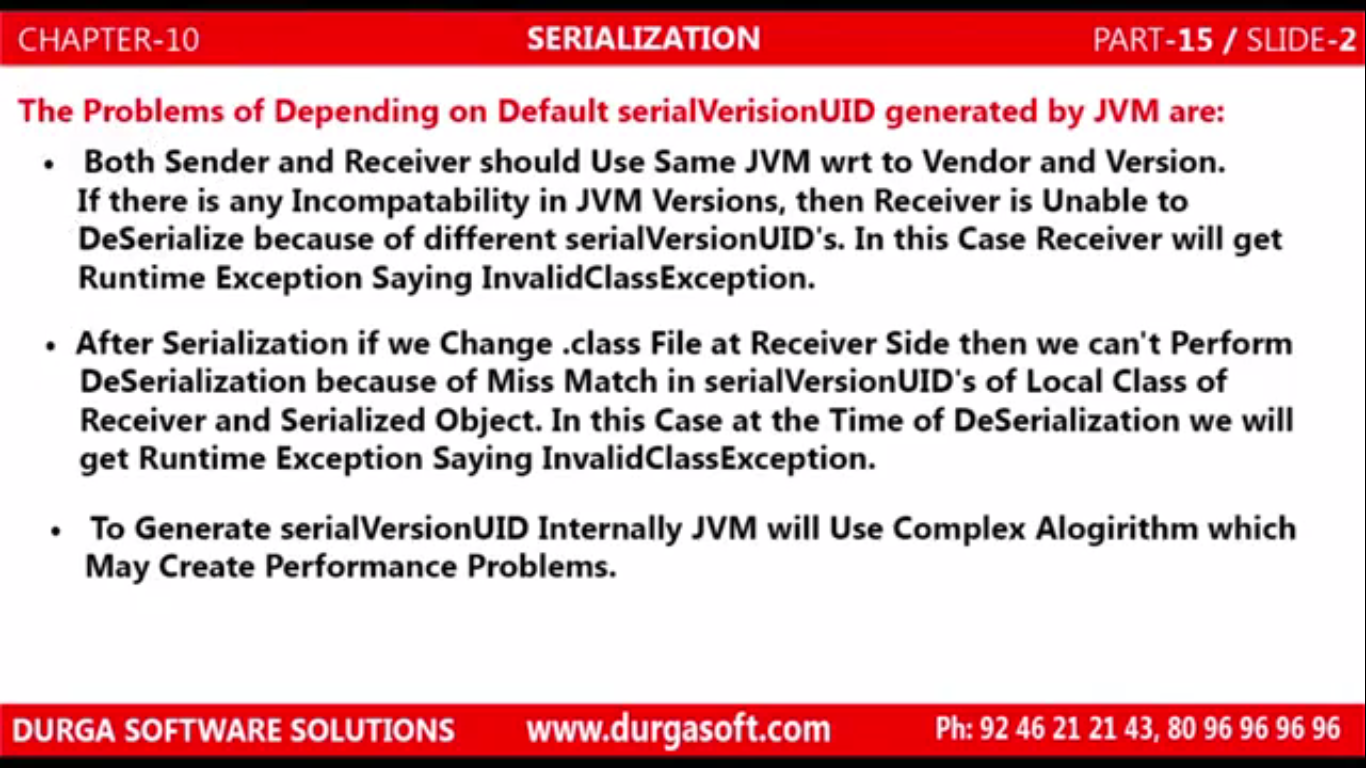 CHAPTER-10
SERIALIZATION
PART-15 / SLIDE-2
The Problems of Depending on Default serialVerisionUID generated by JVM are:
• Both Sender and Receiver should Use Same JVM wrt to Vendor and Version.
If there is any Incompatability in JVM Versions, then Receiver is Unable to
DeSerialize because of different serialVersionUID's. In this Case Receiver will get
Runtime Exception Saying InvalidClassException.
• After Serialization if we Change .class File at Receiver Side then we can't Perform
DeSerialization because of Miss Match in serialVersionUID's of Local Class of
Receiver and Serialized Object. In this Case at the Time of DeSerialization we will
get Runtime Exception Saying InvalidClassException.
• To Generate serialVersionUID Internally JVM will Use Complex Alogirithm which
May Create Performance Problems.
DURGA SOFTWARE SOLUTIONS
www.durgasoft.com
Ph: 92 46 21 21 43, 80 96 96 96 96